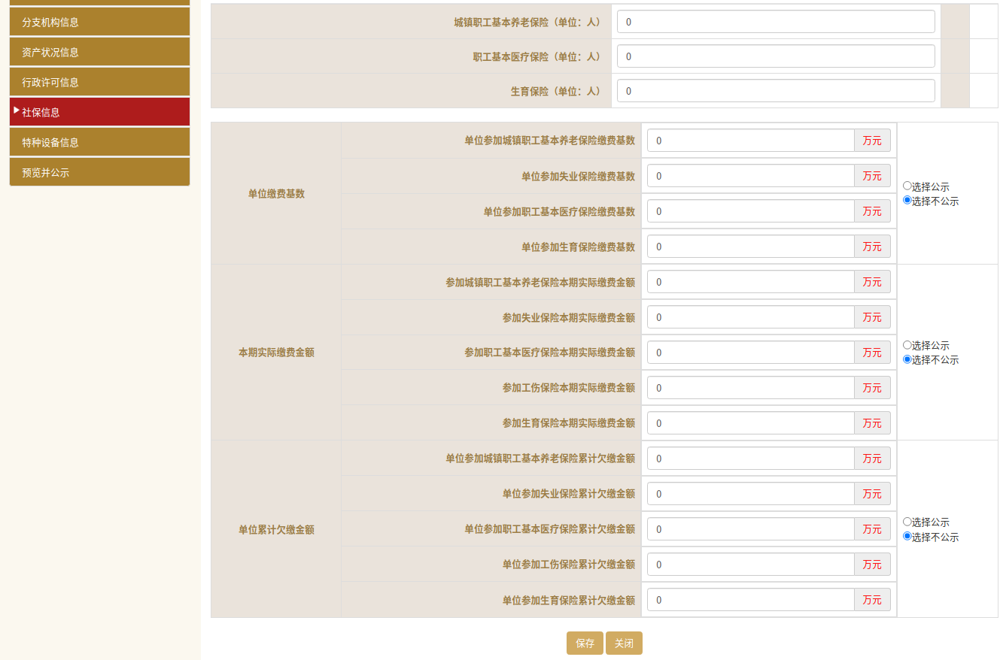 分支机构信息
资产状况信息
行政许可信息
社保信息
特种设备信息
预览并公示
城镇职工基本养老保险（单位：人） 0
职工基本医疗保险（单位：人） 0
生育保险（单位：人） 0
单位缴费基数
单位参加城镇职工基本养老保险缴费基数 0 万元
单位参加失业保险缴费基数 0 万元
单位参加职工基本医疗保险缴费基数 0 万元
单位参加生育保险缴费基数 0 万元
选择公示
选择不公示
本期实际缴费金额
参加城镇职工基本养老保险本期实际缴费金额 0 万元
参加失业保险本期实际缴费金额 0 万元
参加职工基本医疗保险本期实际缴费金额 0 万元
参加工伤保险本期实际缴费金额 0 万元
参加生育保险本期实际缴费金额 0 万元
选择公示
选择不公示
单位累计欠缴金额
单位参加城镇职工基本养老保险累计欠缴金额 0 万元
单位参加失业保险累计欠缴金额 0 万元
单位参加职工基本医疗保险累计欠缴金额 0 万元
单位参加工伤保险累计欠缴金额 0 万元
单位参加生育保险累计欠缴金额 0 万元
选择公示
选择不公示
保存 关闭